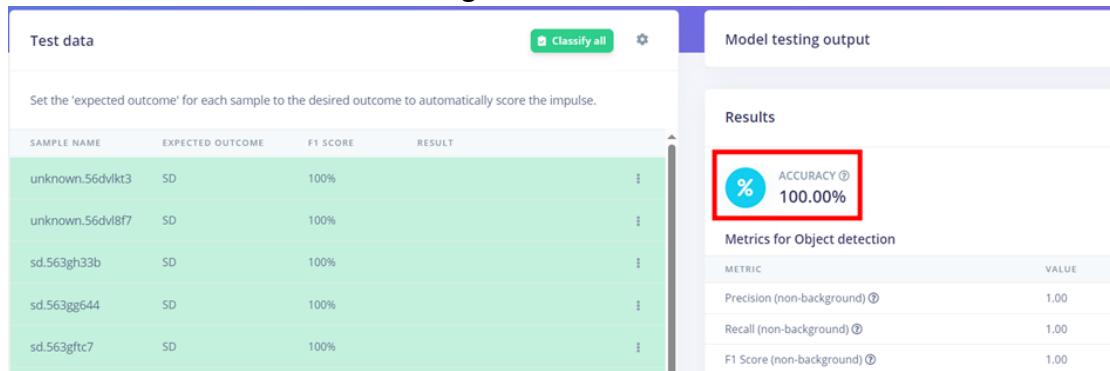 Test data
Classify all
Set the 'expected outcome' for each sample to the desired outcome to automatically score the impulse.
SAMPLE NAME EXPECTED OUTCOME F1 SCORE RESULT
unknown.56dvlkt3 SD 100%
unknown.56dvl8f7 SD 100%
sd.563gh33b SD 100%
sd.563gg644 SD 100%
sd.563gftc7 SD 100%
Model testing output
Results
%
ACCURACY
100.00%
Metrics for Object detection
METRIC VALUE
Precision (non-background) 1.00
Recall (non-background) 1.00
F1 Score (non-background) 1.00